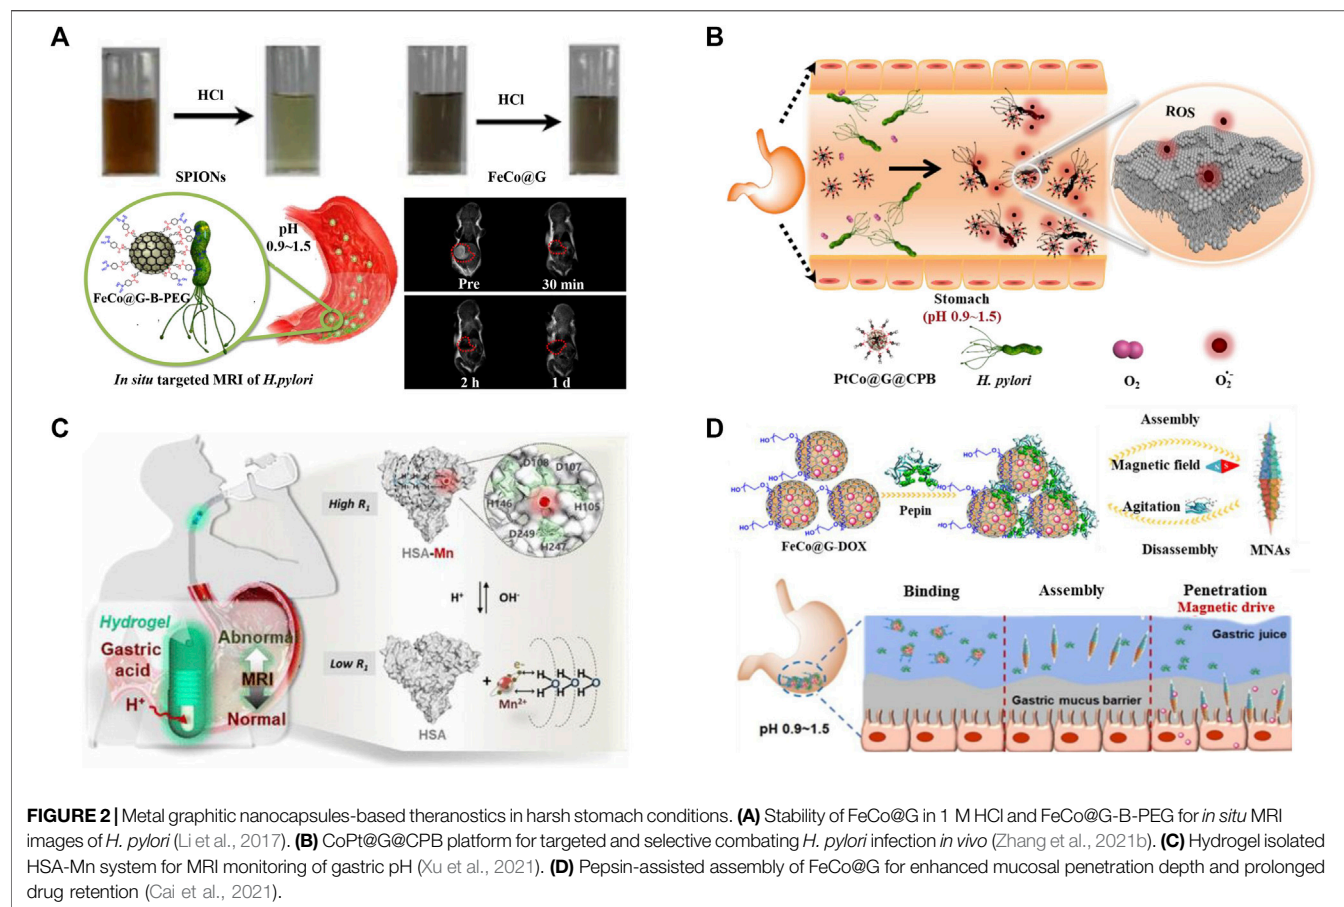 A
HCl
HCl
SPIONs
FeCo@G
pH
0.9~1.5
FeCo@G-B-PEG
In situ targeted MRI of H.pylori
Pre
30 min
2 h
1 d
B
ROS
Stomach
(pH 0.9~1.5)
PtCo@G@CPB
H. pylori
O₂
O₂•⁻
C
High R₁
D108
D107
H146
H105
D249
H247
HSA-Mn
H⁺
OH⁻
Hydrogel
Gastric
acid
H⁺
Abnormal
MRI
Normal
Low R₁
HSA
+
e⁻
Mn²⁺
H
H
H
H
H
H
O
O
O
D
HO
HO
HO
HO
HO
HO
Pepin
FeCo@G-DOX
Assembly
Magnetic field
N
S
Agitation
Disassembly
MNAs
Binding
Assembly
Penetration
Magnetic drive
Gastric juice
Gastric mucus barrier
pH 0.9~1.5
FIGURE 2 | Metal graphitic nanocapsules-based theranostics in harsh stomach conditions. (A) Stability of FeCo@G in 1 M HCl and FeCo@G-B-PEG for in situ MRI
images of H. pylori (Li et al., 2017). (B) CoPt@G@CPB platform for targeted and selective combating H. pylori infection in vivo (Zhang et al., 2021b). (C) Hydrogel isolated
HSA-Mn system for MRI monitoring of gastric pH (Xu et al., 2021). (D) Pepsin-assisted assembly of FeCo@G for enhanced mucosal penetration depth and prolonged
drug retention (Cai et al., 2021).